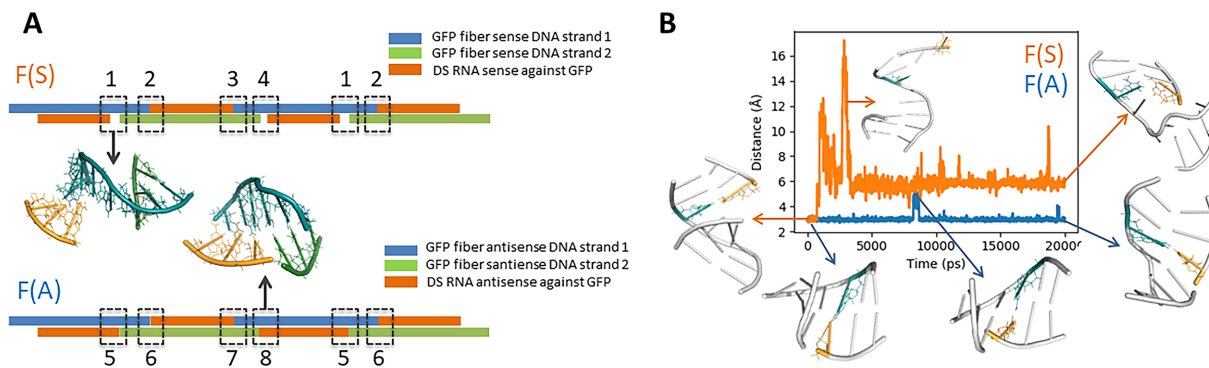 A
GFP fiber sense DNA strand 1
GFP fiber sense DNA strand 2
DS RNA sense against GFP
F(S)
1 2 3 4 1 2
GFP fiber antisense DNA strand 1
GFP fiber santiense DNA strand 2
DS RNA antisense against GFP
F(A)
5 6 7 8 5 6
B
F(S)
F(A)
Distance (Å)
16
14
12
10
8
6
4
2
0 5000 10000 15000 2000
Time (ps)